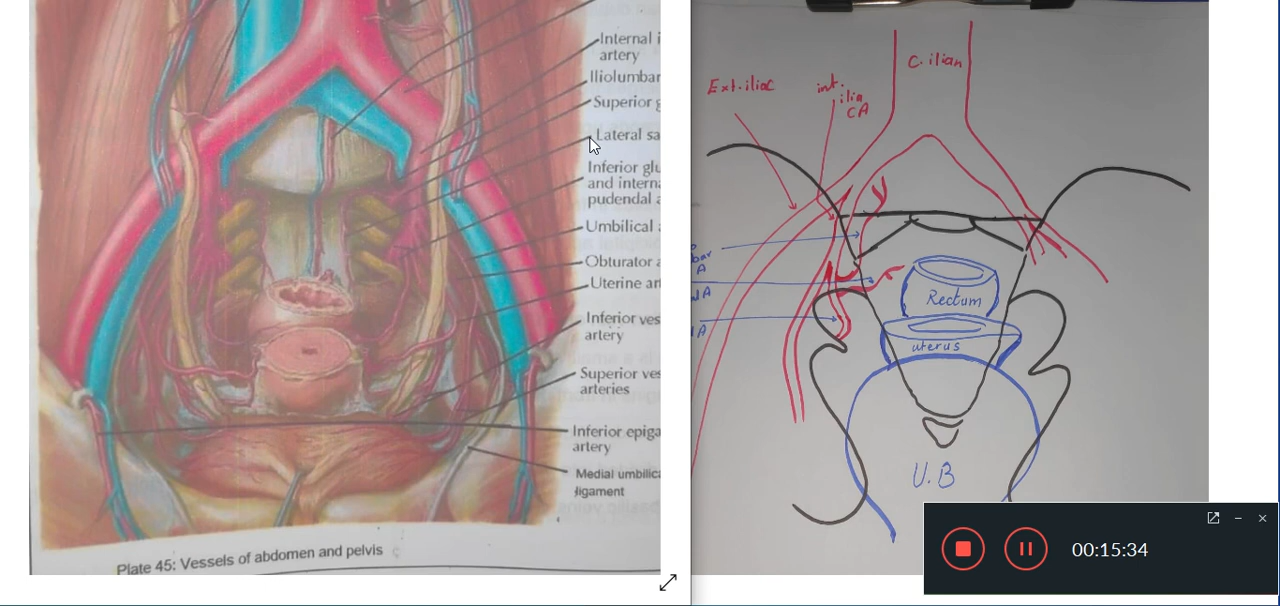 Internal i
artery
Iliolumbar
Superior g
Lateral sa
Inferior glu
and interna
pudendal a
Umbilical a
Obturator a
Uterine art
Inferior ves
artery
Superior ves
arteries
Inferior epiga
artery
Medial umbilica
ligament
Plate 45: Vessels of abdomen and pelvis
C. ilian
Ext. iliac
int.
ilia
CA
bar
A
A
A
Rectum
uterus
U.B
00:15:34